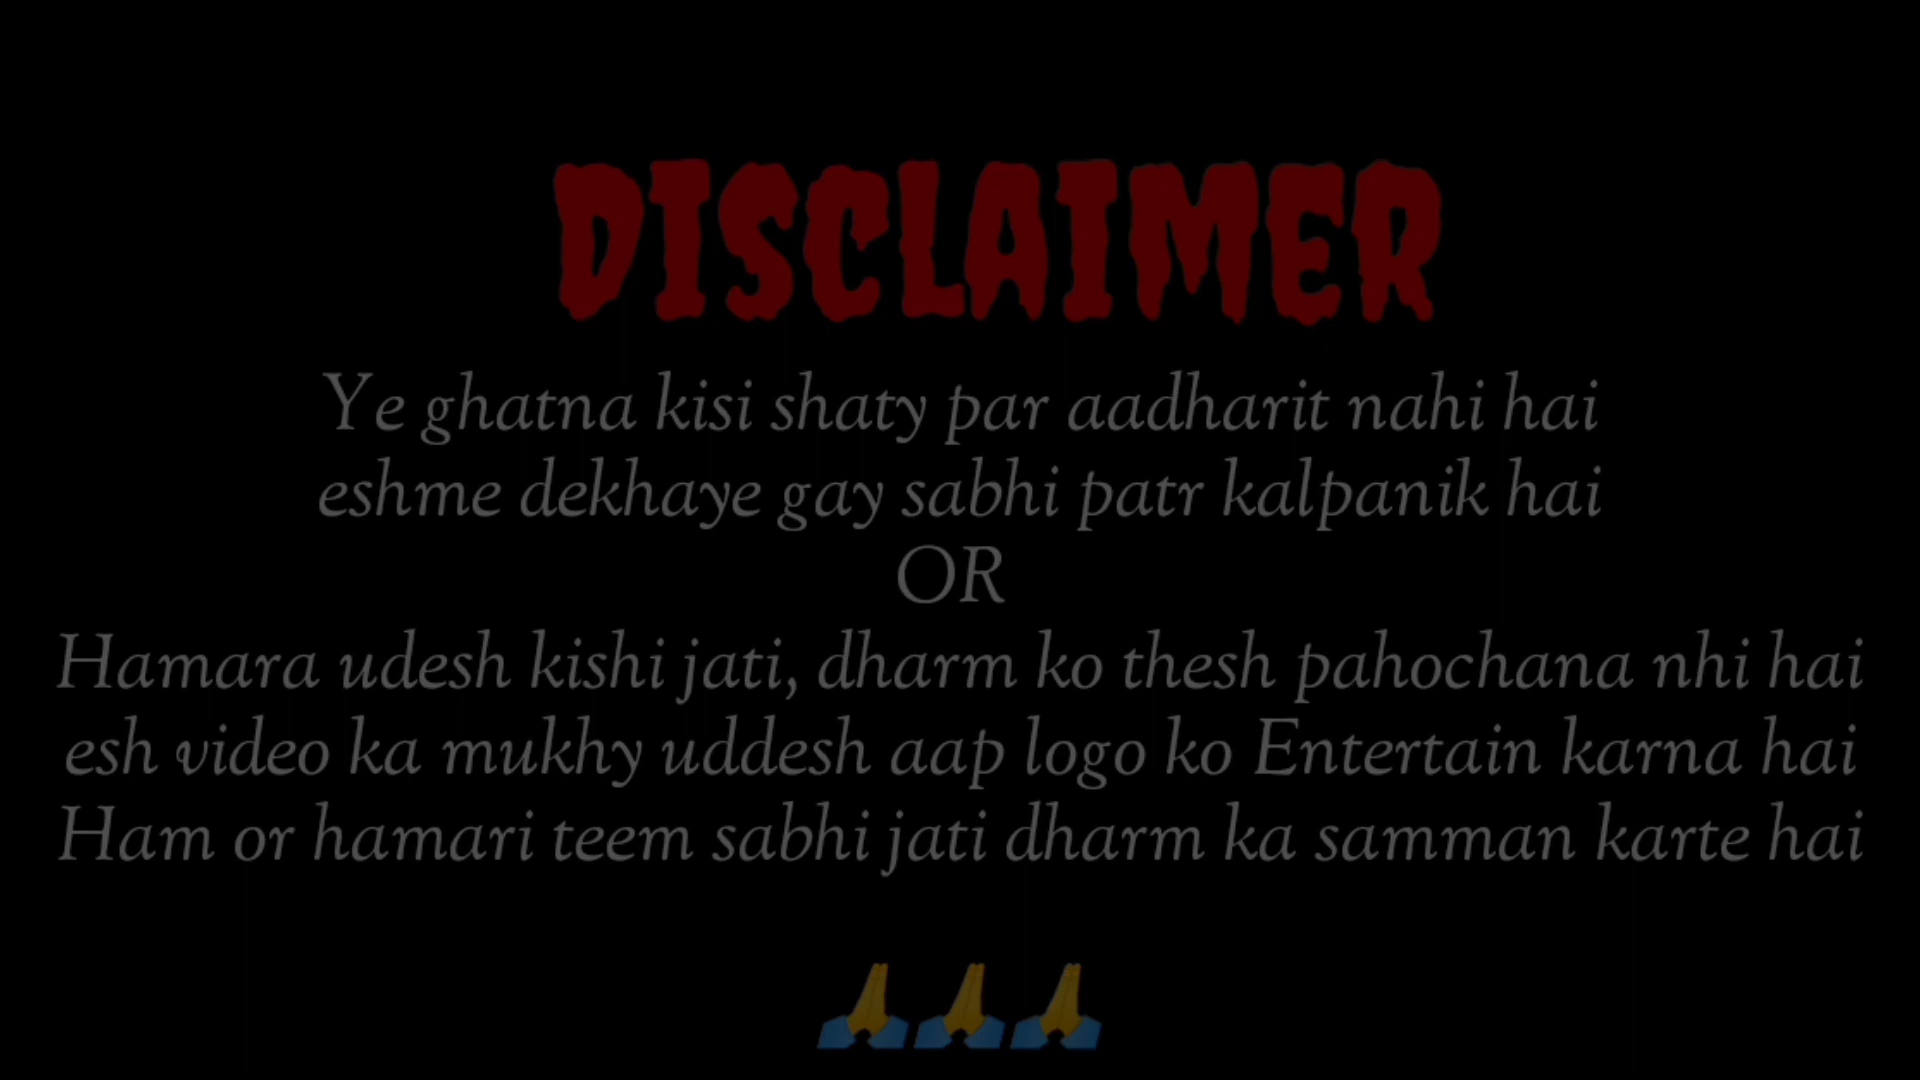 DISCLAIMER
Ye ghatna kisi shaty par aadharit nahi hai
eshme dekhaye gay sabhi patr kalpanik hai
OR
Hamara udesh kishi jati, dharm ko thesh pahochana nhi hai
esh video ka mukhy uddesh aap logo ko Entertain karna hai
Ham or hamari teem sabhi jati dharm ka samman karte hai
🙏🙏🙏